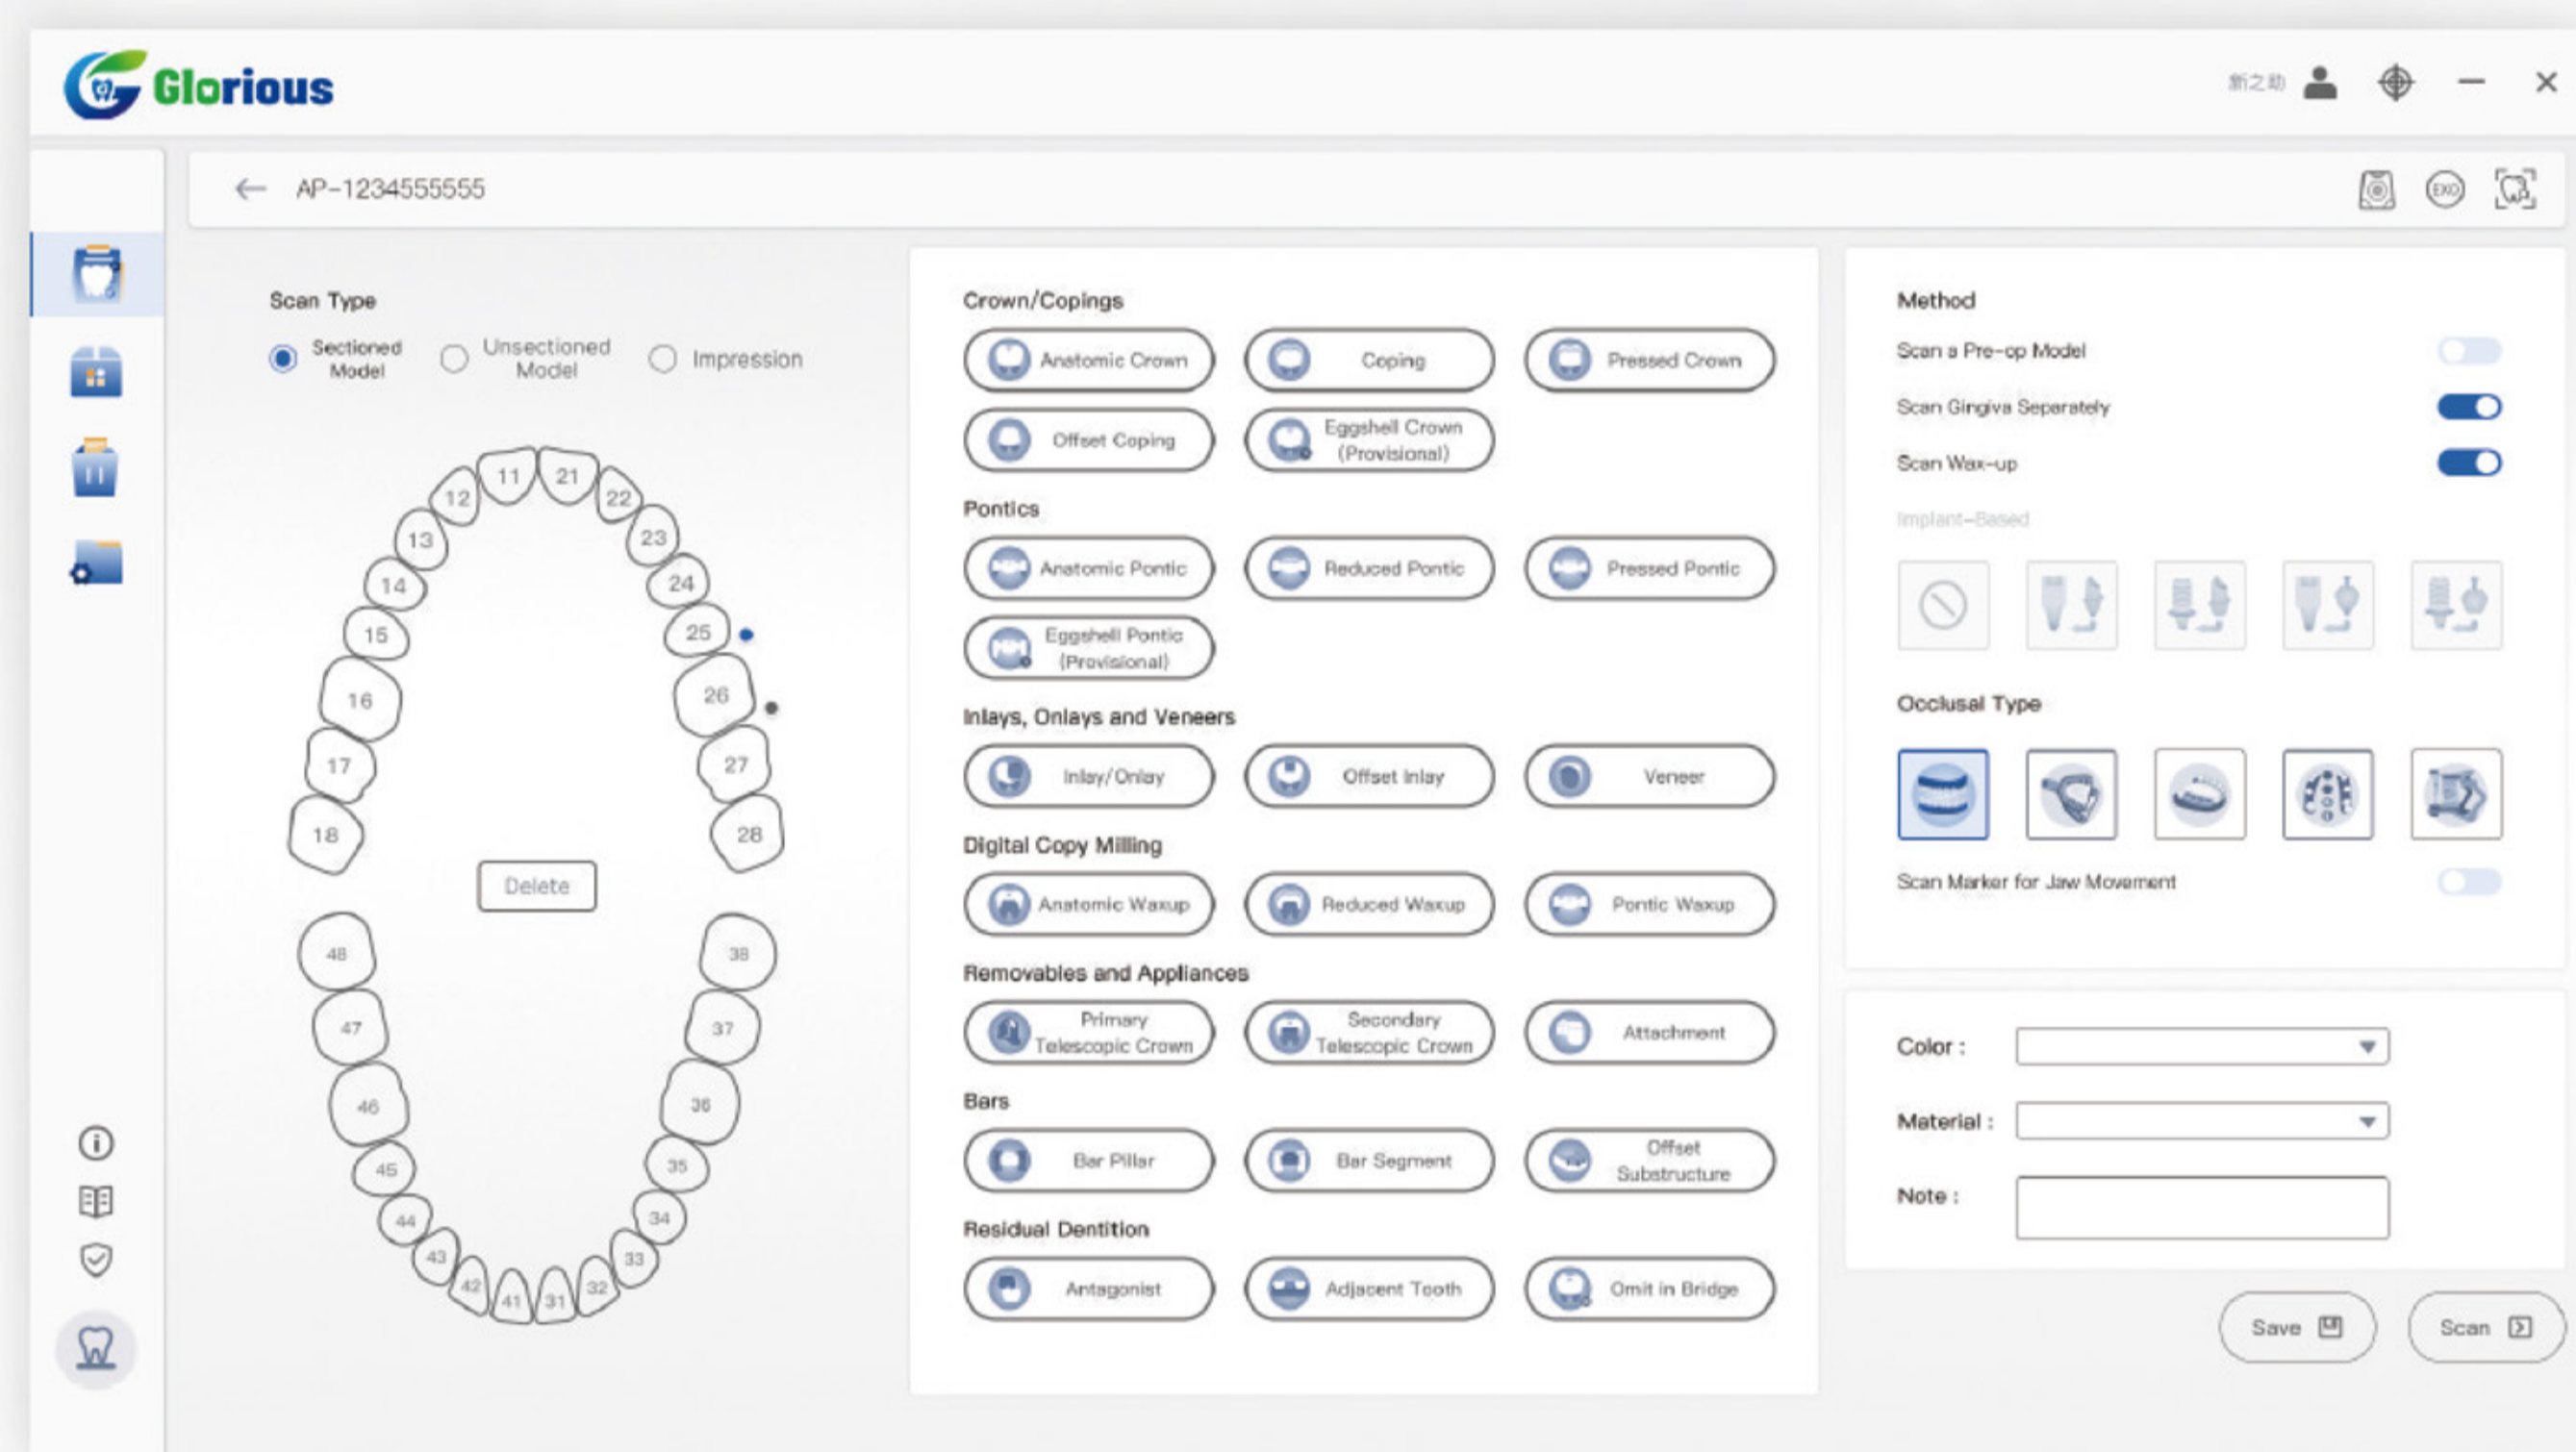 Glorious
新之助
AP-1234555555
EXO
Scan Type
Sectioned
Model
Unsectioned
Model
Impression
11
21
12
22
13
23
14
24
15
25
16
26
17
27
18
28
Delete
48
38
47
37
46
36
45
35
44
34
43
33
42
32
41
31
Crown/Copings
Anatomic Crown
Coping
Pressed Crown
Offset Coping
Eggshell Crown
(Provisional)
Pontics
Anatomic Pontic
Reduced Pontic
Pressed Pontic
Eggshell Pontic
(Provisional)
Inlays, Onlays and Veneers
Inlay/Onlay
Offset Inlay
Veneer
Digital Copy Milling
Anatomic Waxup
Reduced Waxup
Pontic Waxup
Removables and Appliances
Primary
Telescopic Crown
Secondary
Telescopic Crown
Attachment
Bars
Bar Pillar
Bar Segment
Offset
Substructure
Residual Dentition
Antagonist
Adjacent Tooth
Omit in Bridge
Method
Scan a Pre-op Model
Scan Gingiva Separately
Scan Wax-up
Implant-Based
Occlusal Type
Scan Marker for Jaw Movement
Color :
Material :
Note :
Save
Scan